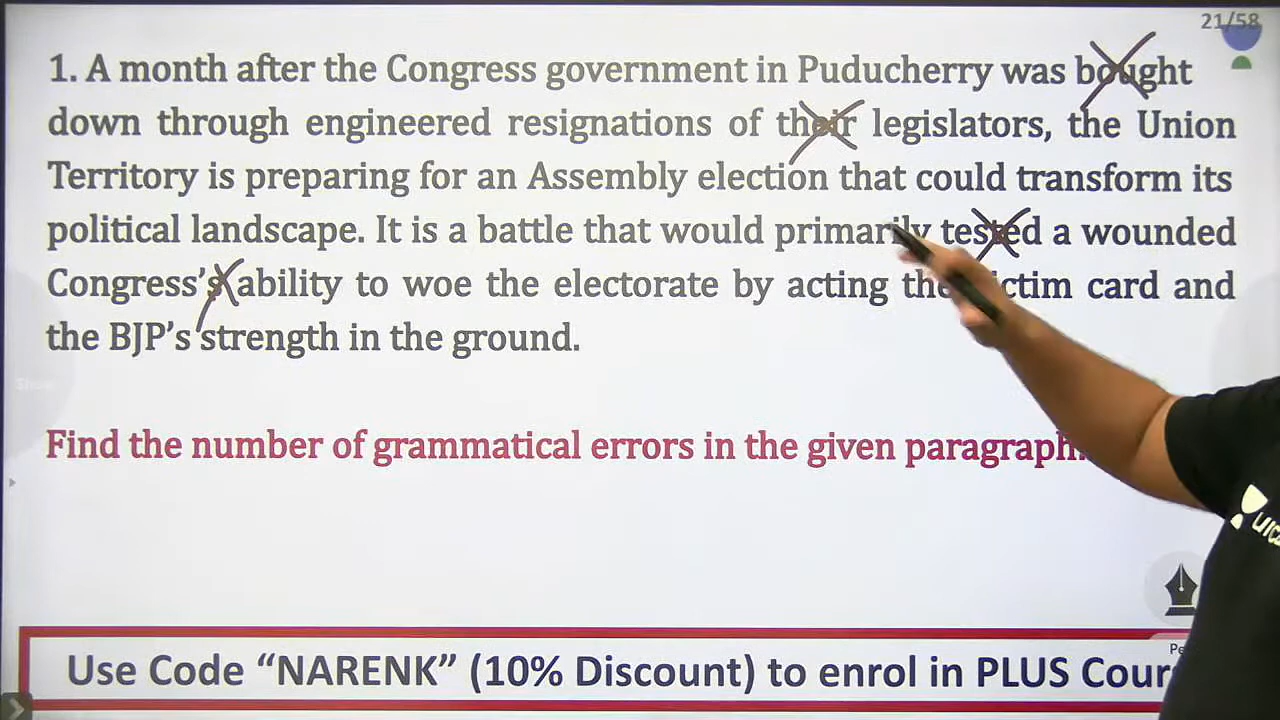 21/58
1. A month after the Congress government in Puducherry was bought
down through engineered resignations of their legislators, the Union
Territory is preparing for an Assembly election that could transform its
political landscape. It is a battle that would primarily tested a wounded
Congress's ability to woe the electorate by acting the victim card and
the BJP's strength in the ground.
Find the number of grammatical errors in the given paragraph.
Use Code “NARENK” (10% Discount) to enrol in PLUS